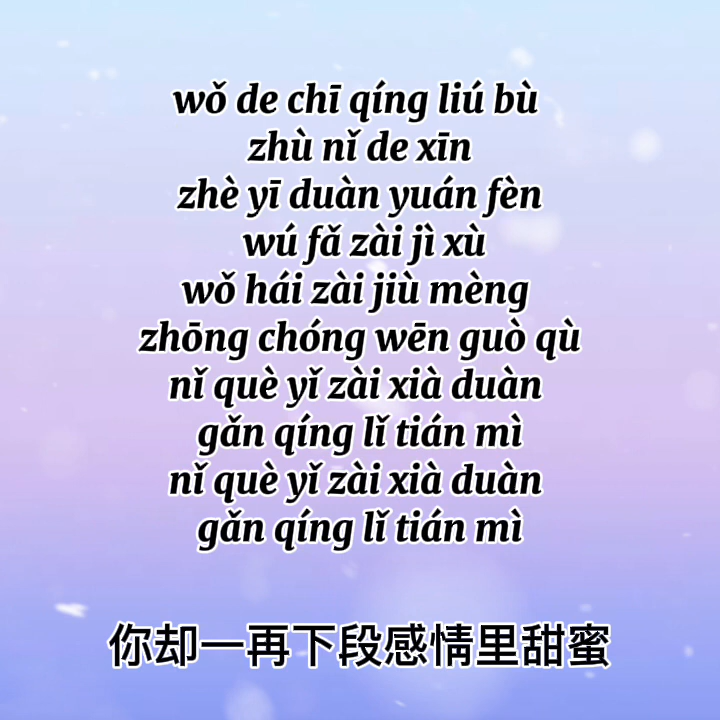 wǒ de chī qíng liú bù
zhù nǐ de xīn
zhè yī duàn yuán fèn
wú fǎ zài jì xù
wǒ hái zài jiù mèng
zhōng chóng wēn guò qù
nǐ què yǐ zài xià duàn
gǎn qíng lǐ tián mì
nǐ què yǐ zài xià duàn
gǎn qíng lǐ tián mì
你却一再下段感情里甜蜜